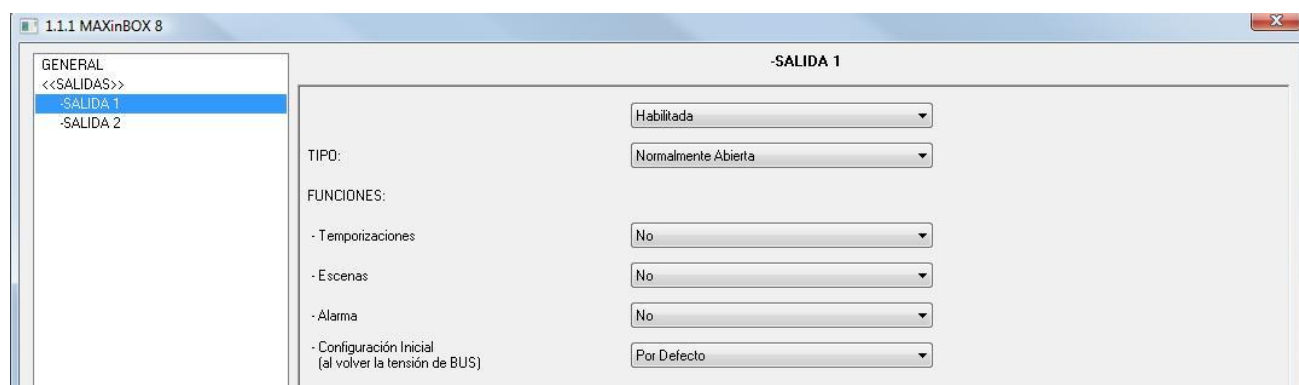 1.1.1 MAXinBOX 8
GENERAL
<<SALIDAS>>
-SALIDA 1
-SALIDA 2
-SALIDA 1
Habilitada
TIPO:
Normalmente Abierta
FUNCIONES:
- Temporizaciones
No
- Escenas
No
- Alarma
No
- Configuración Inicial
(al volver la tensión de BUS)
Por Defecto